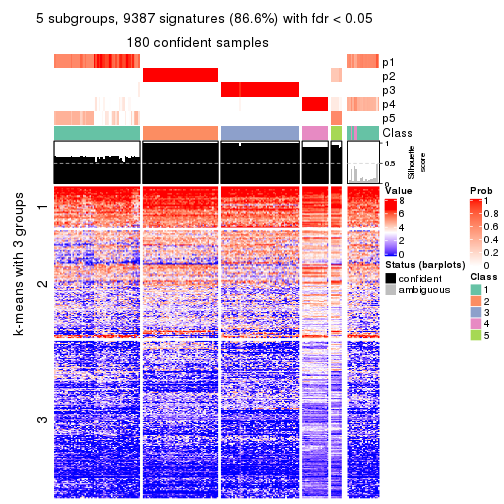 5 subgroups, 9387 signatures (86.6%) with fdr < 0.05
180 confident samples
p1
p2
p3
p4
p5
Class
1
0.5
0
Silhouette
score
k-means with 3 groups
1
2
3
Value
8
6
4
2
0
Status (barplots)
confident
ambiguous
Prob
1
0.8
0.6
0.4
0.2
0
Class
1
2
3
4
5